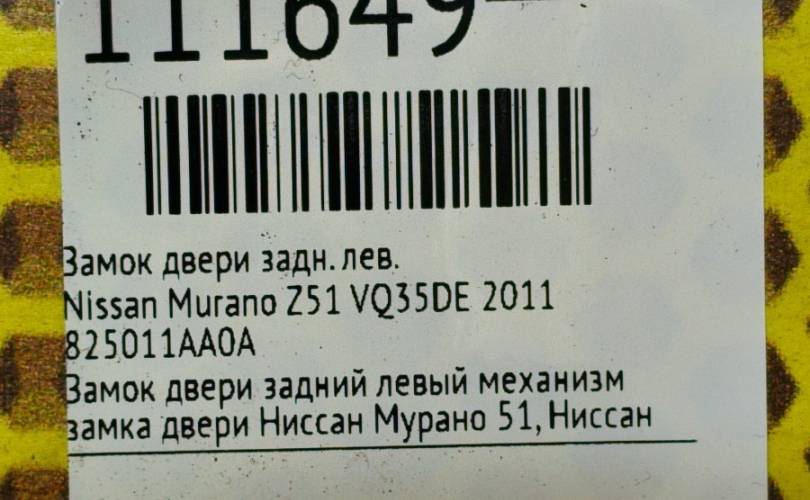 111649
Замок двери задн. лев.
Nissan Murano Z51 VQ35DE 2011
825011AA0A
Замок двери задний левый механизм
замка двери Ниссан Мурано 51, Ниссан